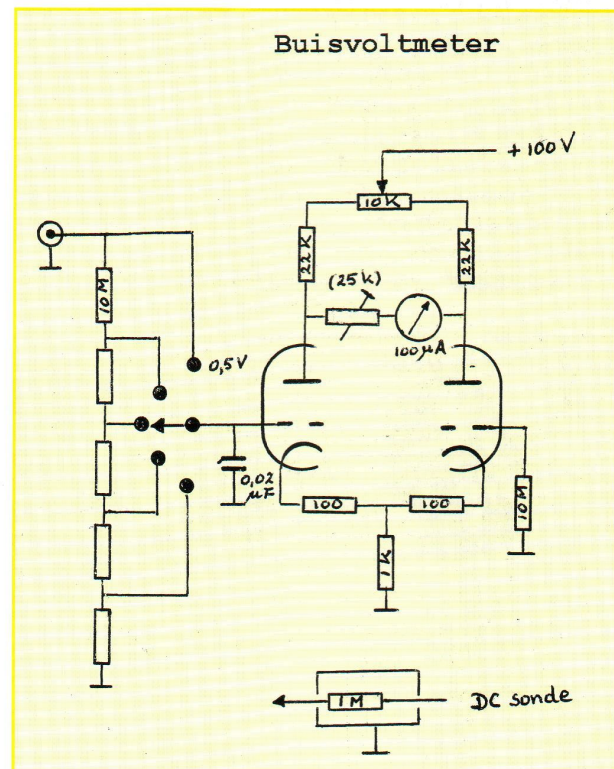 Buisvoltmeter
+100V
10K
22K
22K
(25k)
100µA
10M
0,5V
0,02
µF
100
100
10M
1K
1M
DC sonde